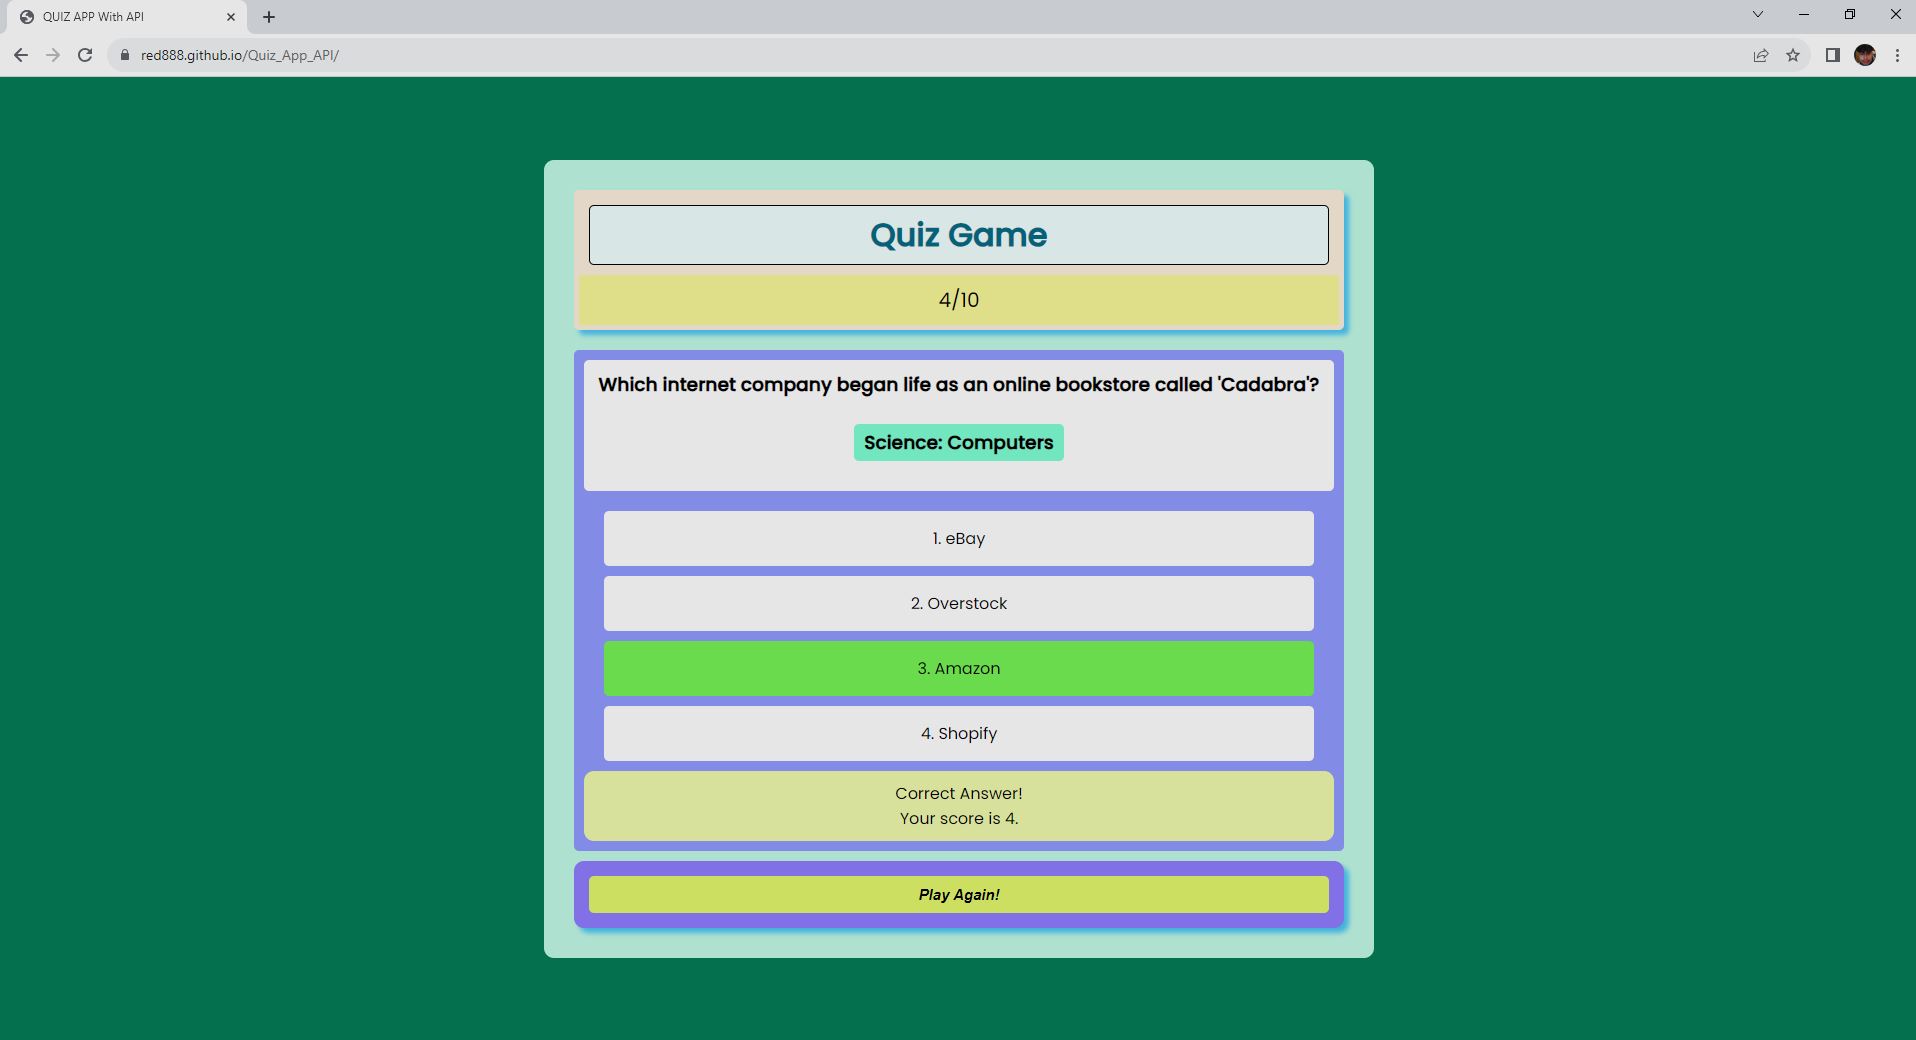 QUIZ APP With API
red888.github.io/Quiz_App_API/
Quiz Game
4/10
Which internet company began life as an online bookstore called 'Cadabra'?
Science: Computers
1. eBay
2. Overstock
3. Amazon
4. Shopify
Correct Answer!
Your score is 4.
Play Again!